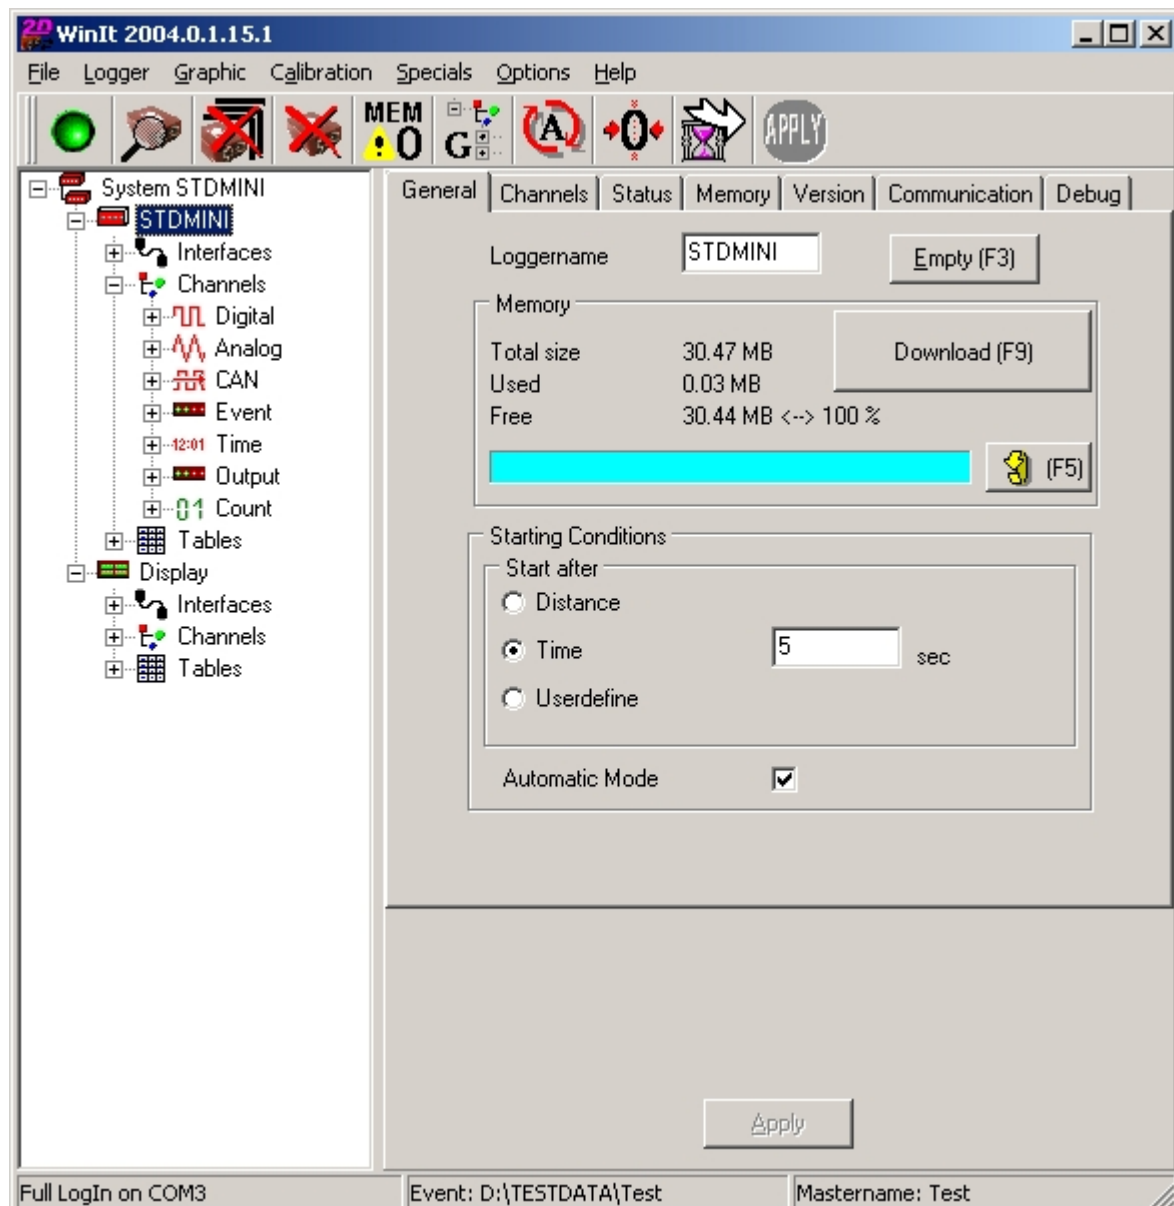 2D WinIt 2004.0.1.15.1
File Logger Graphic Calibration Specials Options Help
MEM 0 G A 0 APPLY
System STDMINI
STDMINI
Interfaces
Channels
Digital
Analog
CAN
Event
12:01 Time
Output
01 Count
Tables
Display
Interfaces
Channels
Tables
General Channels Status Memory Version Communication Debug
Loggername STDMINI Empty (F3)
Memory
Total size 30.47 MB Download (F9)
Used 0.03 MB
Free 30.44 MB <--> 100 %
(F5)
Starting Conditions
Start after
Distance
Time 5 sec
Userdefine
Automatic Mode
Apply
Full LogIn on COM3 Event: D:\TESTDATA\Test Mastername: Test